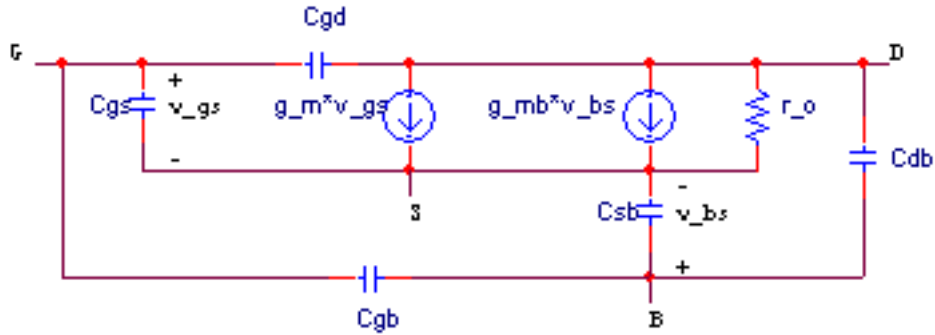 Cgd
G
D
+
Cgs
v_gs
g_m*v_gs
g_mb*v_bs
r_o
-
Cdb
S
-
Csb
v_bs
+
Cgb
B